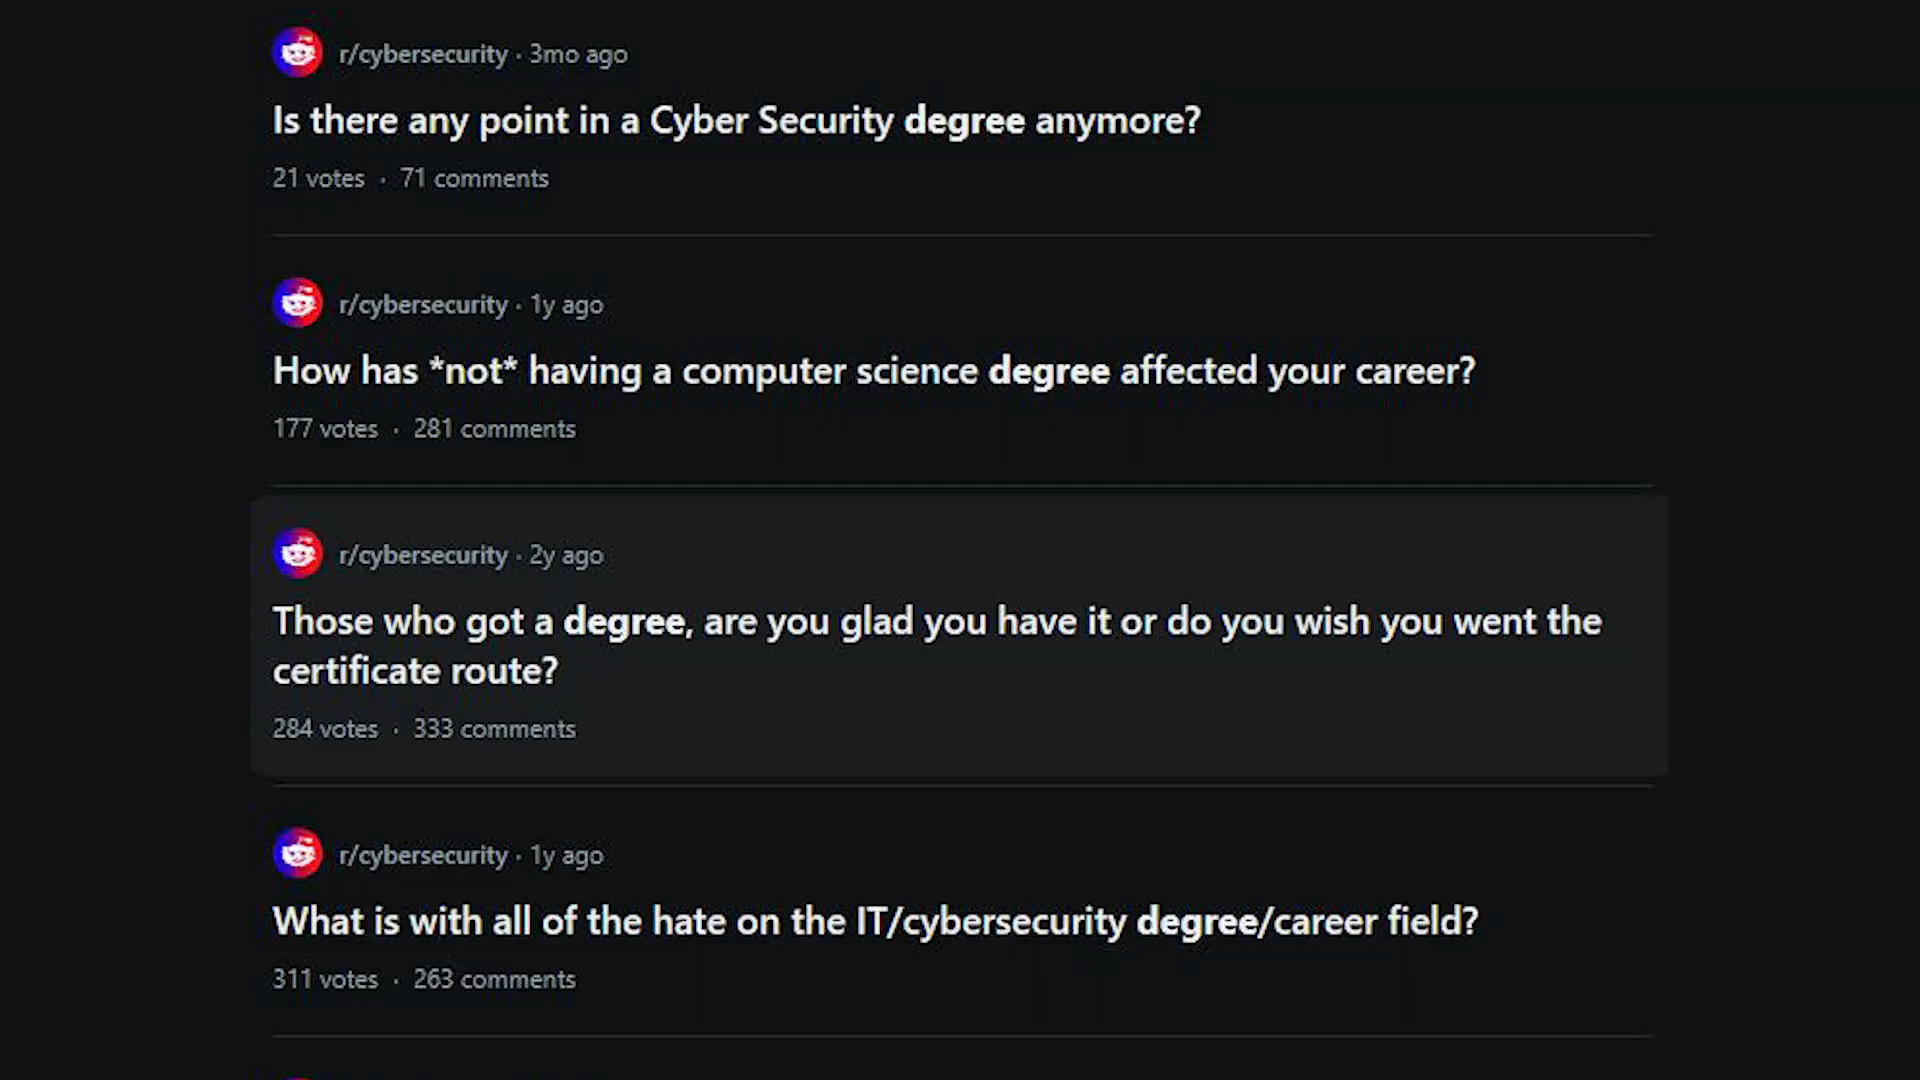 r/cybersecurity · 3mo ago
Is there any point in a Cyber Security degree anymore?
21 votes · 71 comments
r/cybersecurity · 1y ago
How has *not* having a computer science degree affected your career?
177 votes · 281 comments
r/cybersecurity · 2y ago
Those who got a degree, are you glad you have it or do you wish you went the
certificate route?
284 votes · 333 comments
r/cybersecurity · 1y ago
What is with all of the hate on the IT/cybersecurity degree/career field?
311 votes · 263 comments